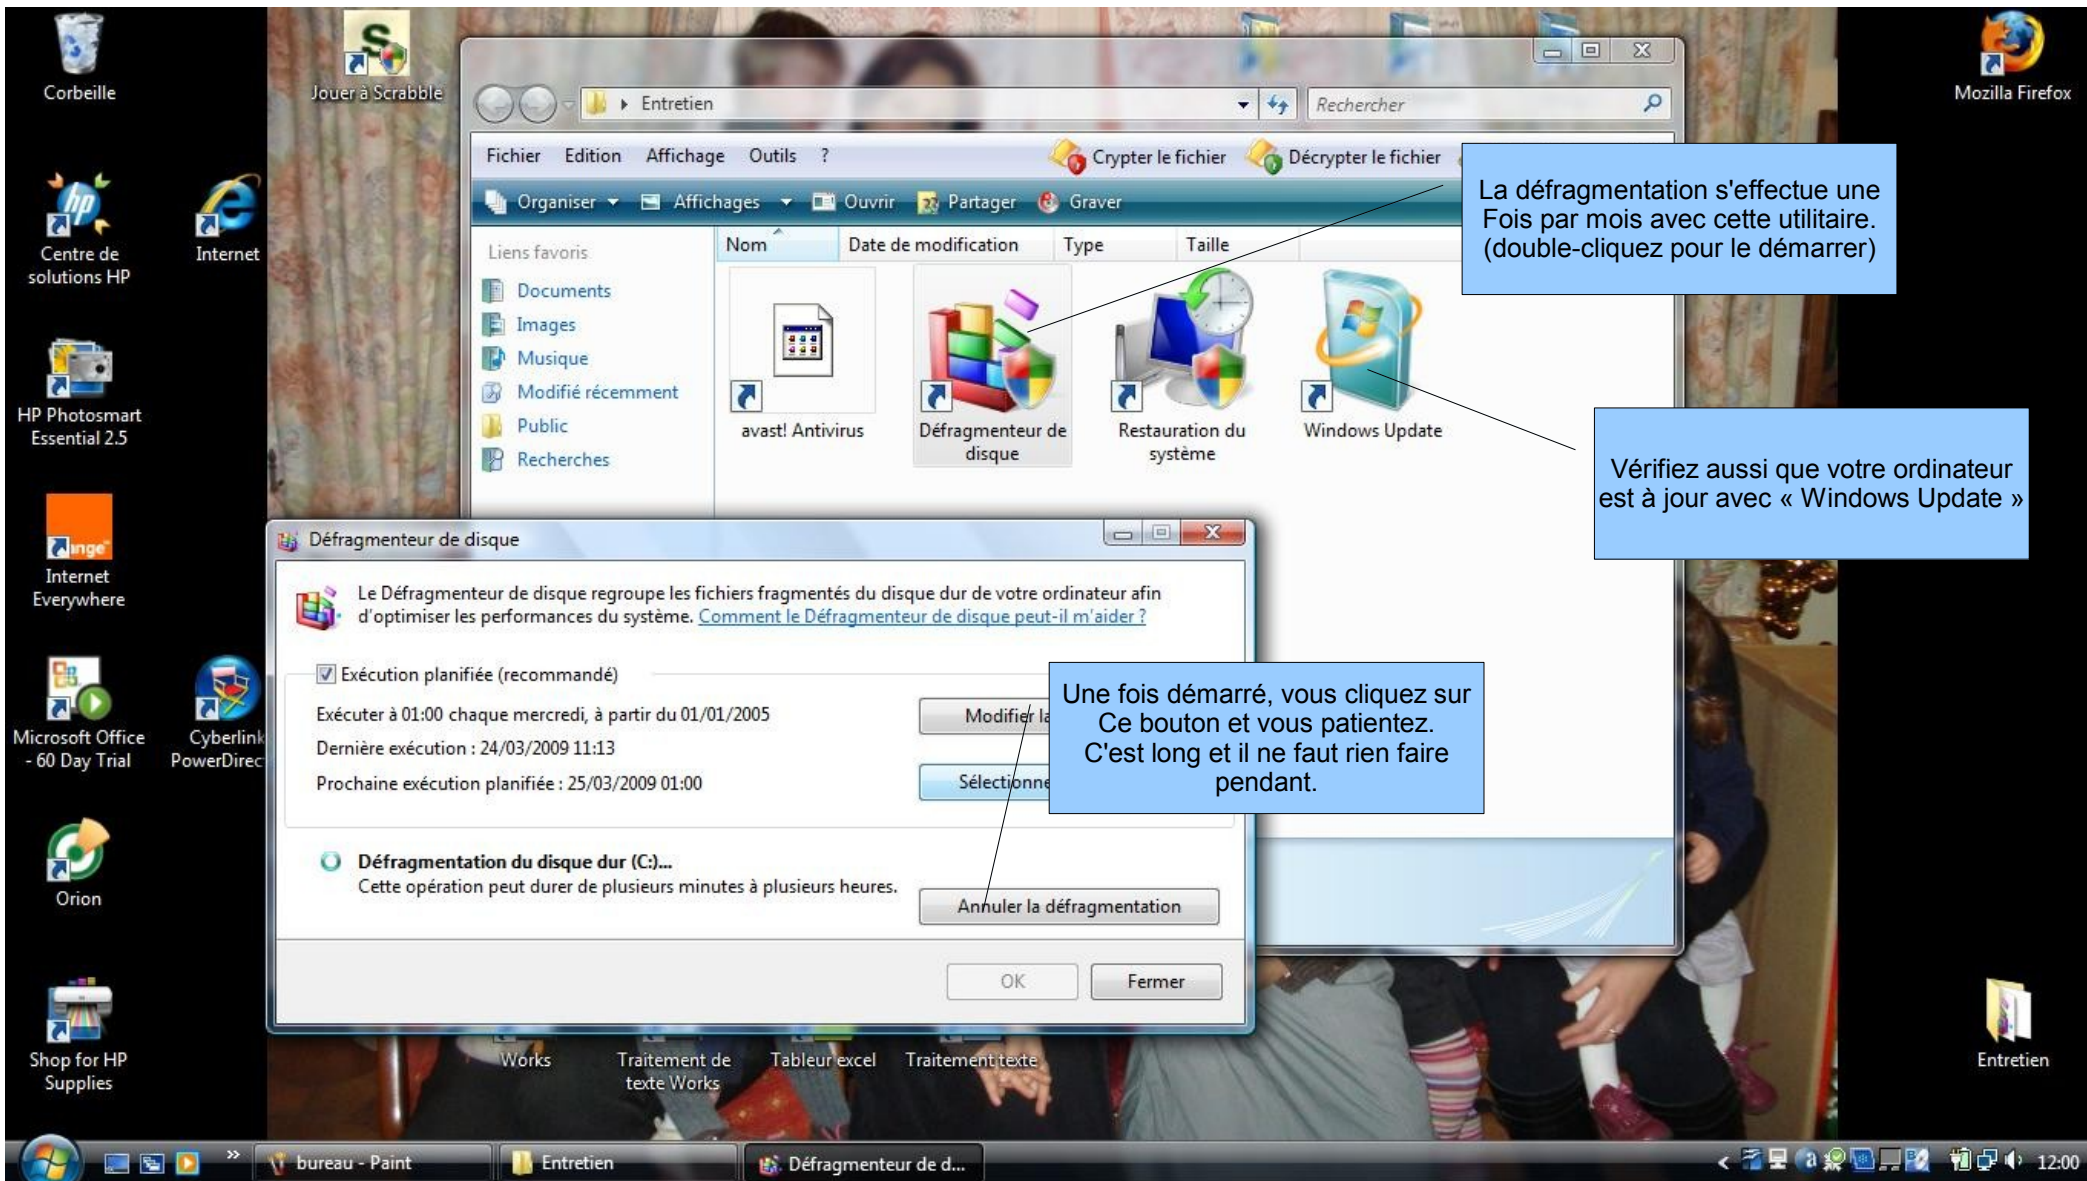 Corbeille
Jouer à Scrabble
Mozilla Firefox
Entretien
Rechercher
Fichier Edition Affichage Outils ?
Crypter le fichier Décrypter le fichier
Organiser Affichages Ouvrir Partager Graver
La défragmentation s'effectue une
Fois par mois avec cette utilitaire.
(double-cliquez pour le démarrer)
Centre de
solutions HP
Internet
Liens favoris
Nom Date de modification Type Taille
Documents
Images
Musique
Modifié récemment
Public
Recherches
avast! Antivirus
Défragmenteur de
disque
Restauration du
système
Windows Update
HP Photosmart
Essential 2.5
Vérifiez aussi que votre ordinateur
est à jour avec « Windows Update »
Internet
Everywhere
Défragmenteur de disque
Le Défragmenteur de disque regroupe les fichiers fragmentés du disque dur de votre ordinateur afin
d'optimiser les performances du système. Comment le Défragmenteur de disque peut-il m'aider ?
Exécution planifiée (recommandé)
Exécuter à 01:00 chaque mercredi, à partir du 01/01/2005
Modifier la
Dernière exécution : 24/03/2009 11:13
Prochaine exécution planifiée : 25/03/2009 01:00
Sélectionne
Une fois démarré, vous cliquez sur
Ce bouton et vous patientez.
C'est long et il ne faut rien faire
pendant.
Microsoft Office
- 60 Day Trial
Cyberlink
PowerDirec
Défragmentation du disque dur (C:)...
Cette opération peut durer de plusieurs minutes à plusieurs heures.
Annuler la défragmentation
OK Fermer
Orion
Shop for HP
Supplies
Works
Traitement de
texte Works
Tableur excel
Traitement texte
Entretien
bureau - Paint
Entretien
Défragmenteur de d...
12:00